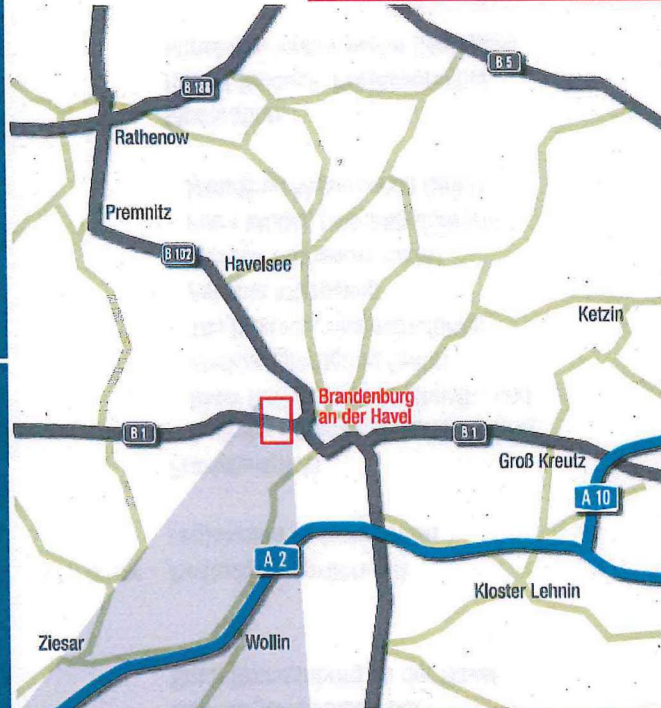 B 5
B 188
Rathenow
Premnitz
B 102
Havelsee
Ketzin
Brandenburg
an der Havel
B 1
B 1
Groß Kreutz
A 10
A 2
Kloster Lehnin
Ziesar
Wollin